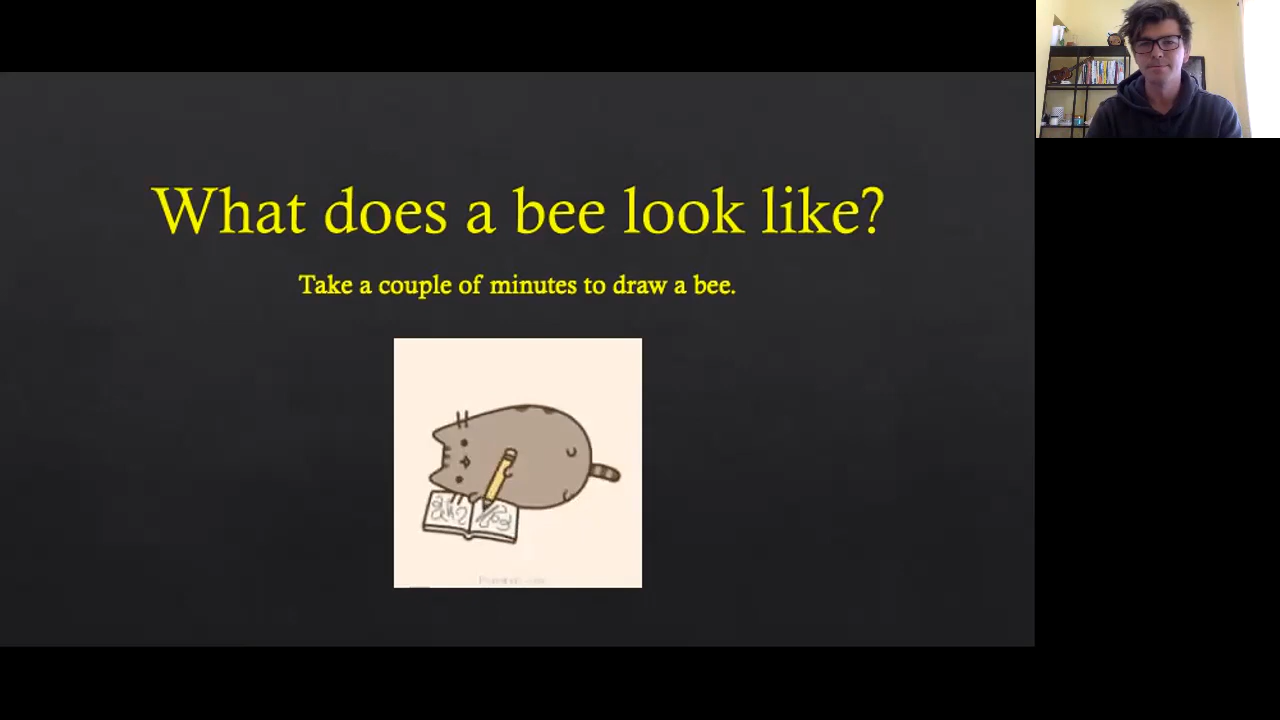 What does a bee look like?
Take a couple of minutes to draw a bee.